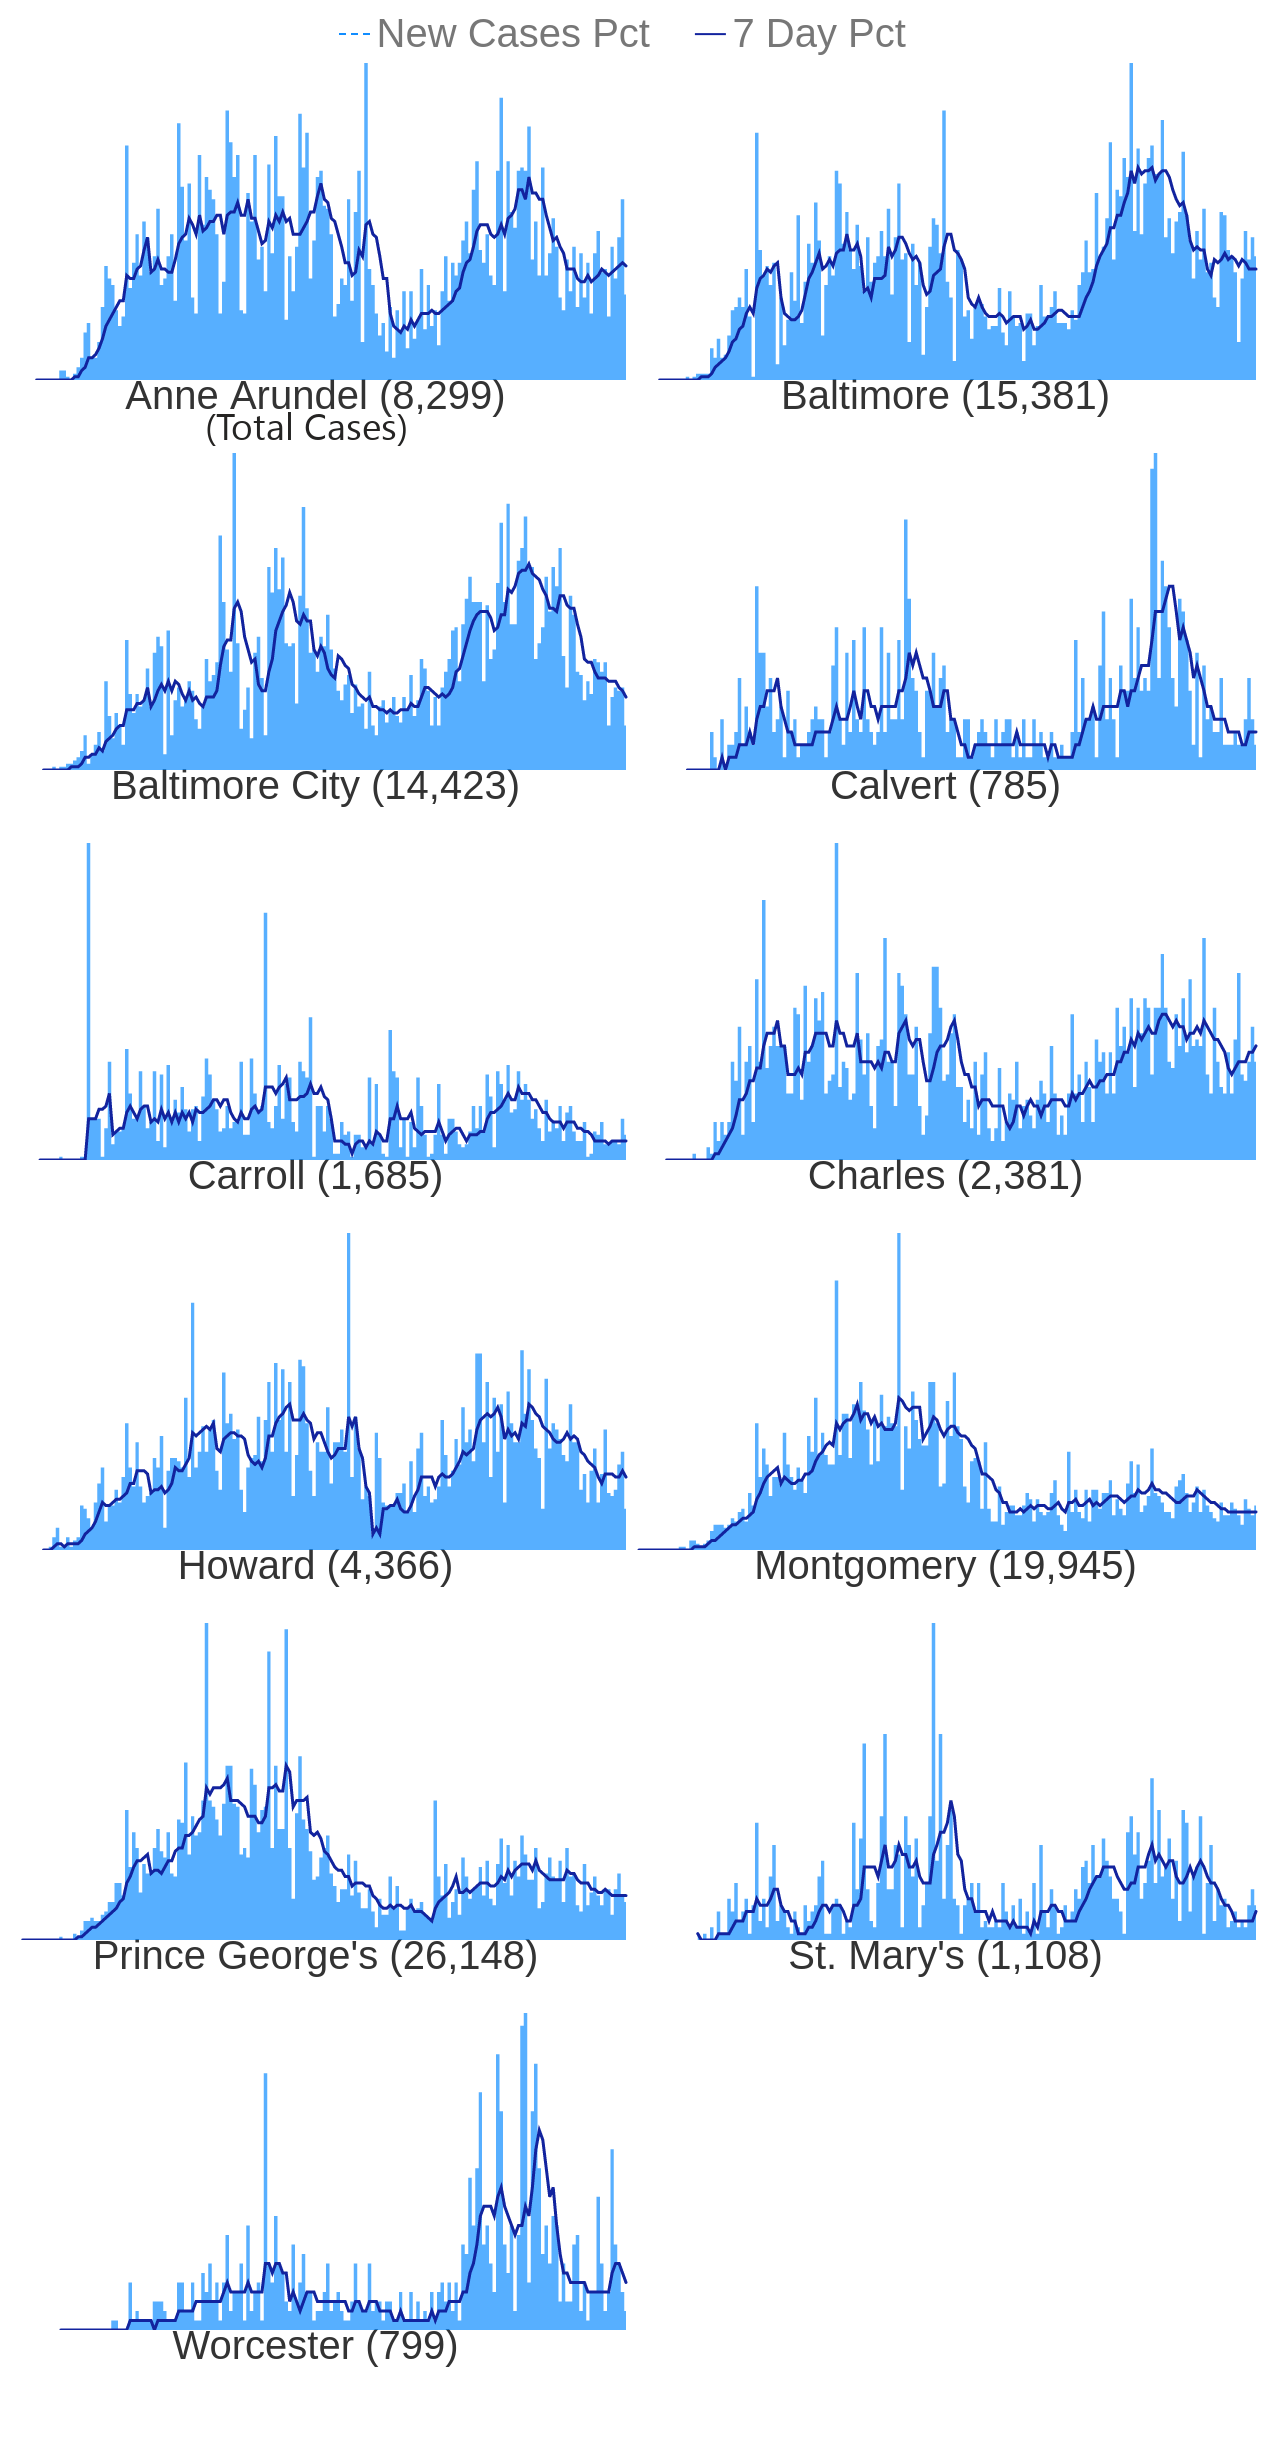 New Cases Pct 7 Day Pct
Anne Arundel (8,299) Baltimore (15,381)
(Total Cases)
Baltimore City (14,423) Calvert (785)
Carroll (1,685) Charles (2,381)
Howard (4,366) Montgomery (19,945)
Prince George's (26,148) St. Mary's (1,108)
Worcester (799)